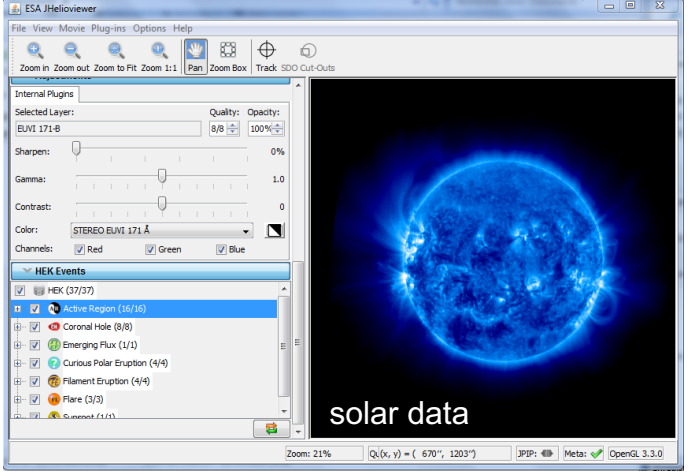 ESA JHelioviewer
File View Movie Plug-ins Options Help
Zoom in Zoom out Zoom to Fit Zoom 1:1 Pan Zoom Box Track SDO Cut-Outs
Adjustments
Internal Plugins
Selected Layer: Quality: Opacity:
EUVI 171-B 8/8 100%
Sharpen: 0%
Gamma: 1.0
Contrast: 0
Color: STEREO EUVI 171 Å
Channels: Red Green Blue
HEK Events
HEK (37/37)
Active Region (16/16)
Coronal Hole (8/8)
Emerging Flux (1/1)
Curious Polar Eruption (4/4)
Filament Eruption (4/4)
Flare (3/3)
Sunspot (1/1)
solar data
Zoom: 21% (x, y) = ( 670″, 1203″) JPIP: Meta: OpenGL 3.3.0